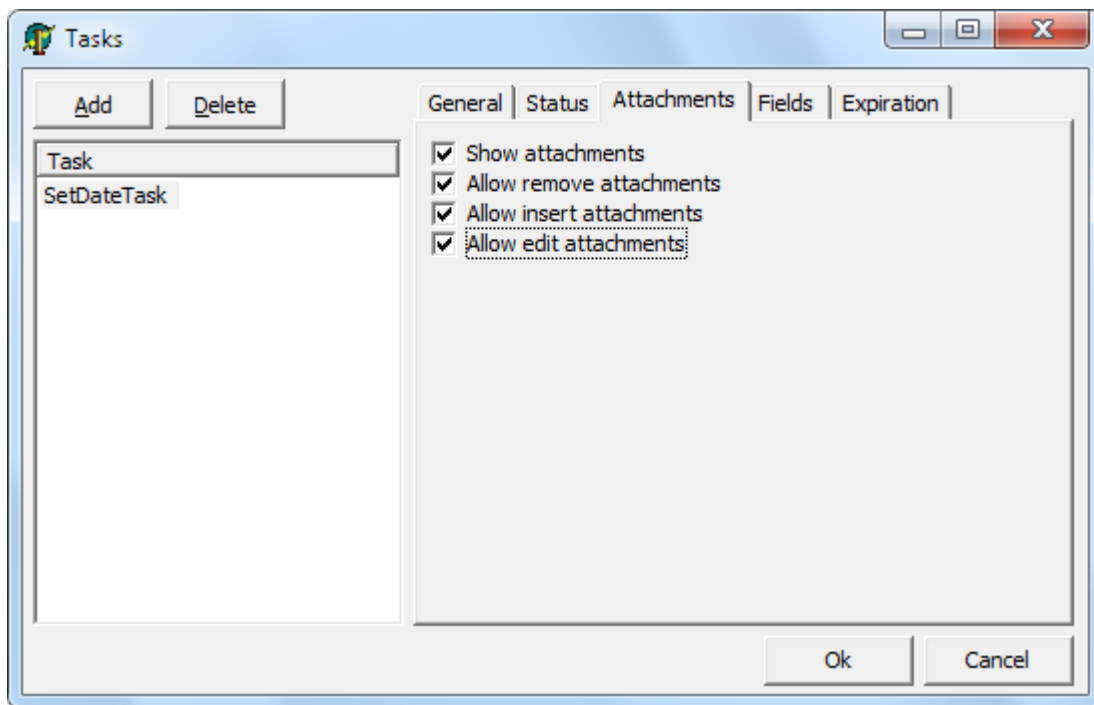 Tasks
Add Delete
General Status Attachments Fields Expiration
Task
SetDateTask
Show attachments
Allow remove attachments
Allow insert attachments
Allow edit attachments
Ok Cancel